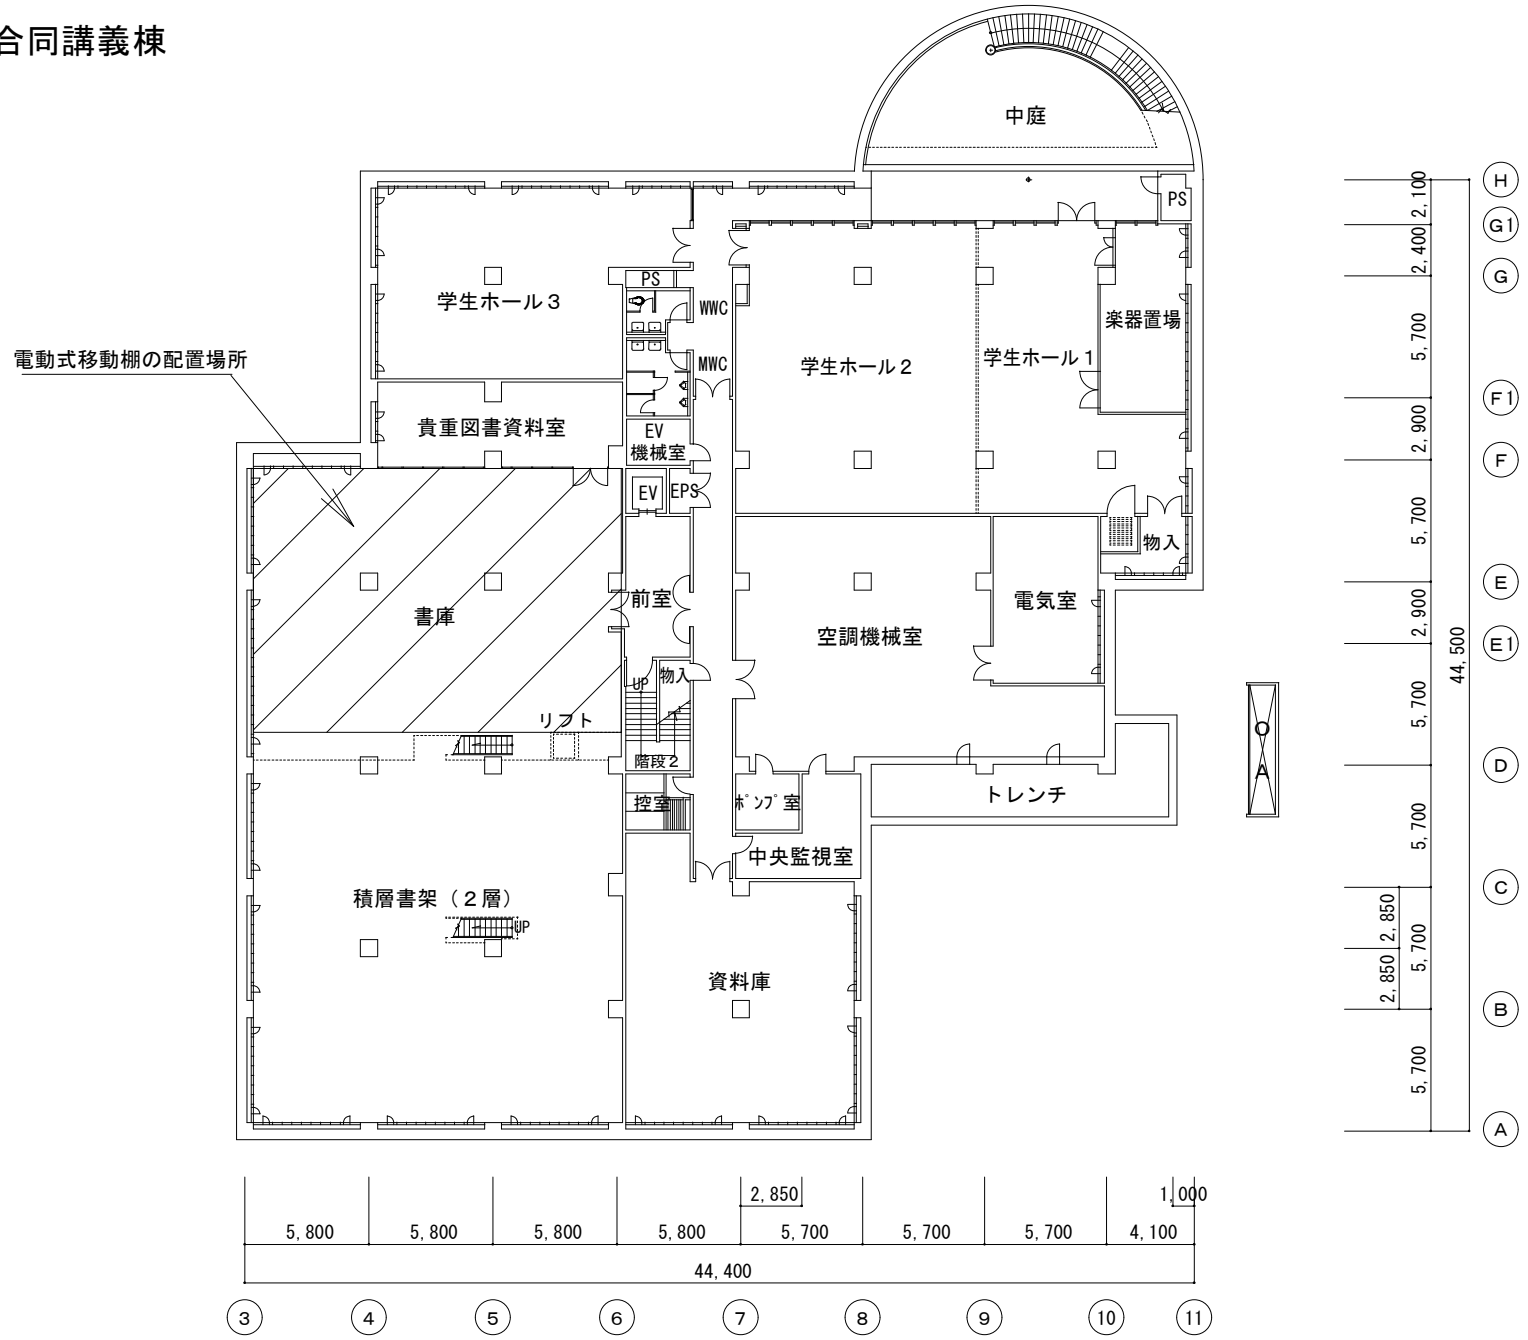 合同講義棟
中庭
PS
H
2,100
G1
2,400
G
PS
学生ホール３
WWC
楽器置場
5,700
電動式移動棚の配置場所
MWC
学生ホール２
学生ホール１
F1
貴重図書資料室
EV
機械室
2,900
F
EV
EPS
5,700
物入
E
前室
電気室
2,900
書庫
空調機械室
E1
44,500
UP
物入
リフト
5,700
OA
階段２
D
控室
ポンプ室
トレンチ
5,700
中央監視室
C
積層書架（２層）
2,850
UP
5,700
資料庫
2,850
B
5,700
A
2,850
1,000
5,800
5,800
5,800
5,800
5,700
5,700
5,700
4,100
44,400
3
4
5
6
7
8
9
10
11